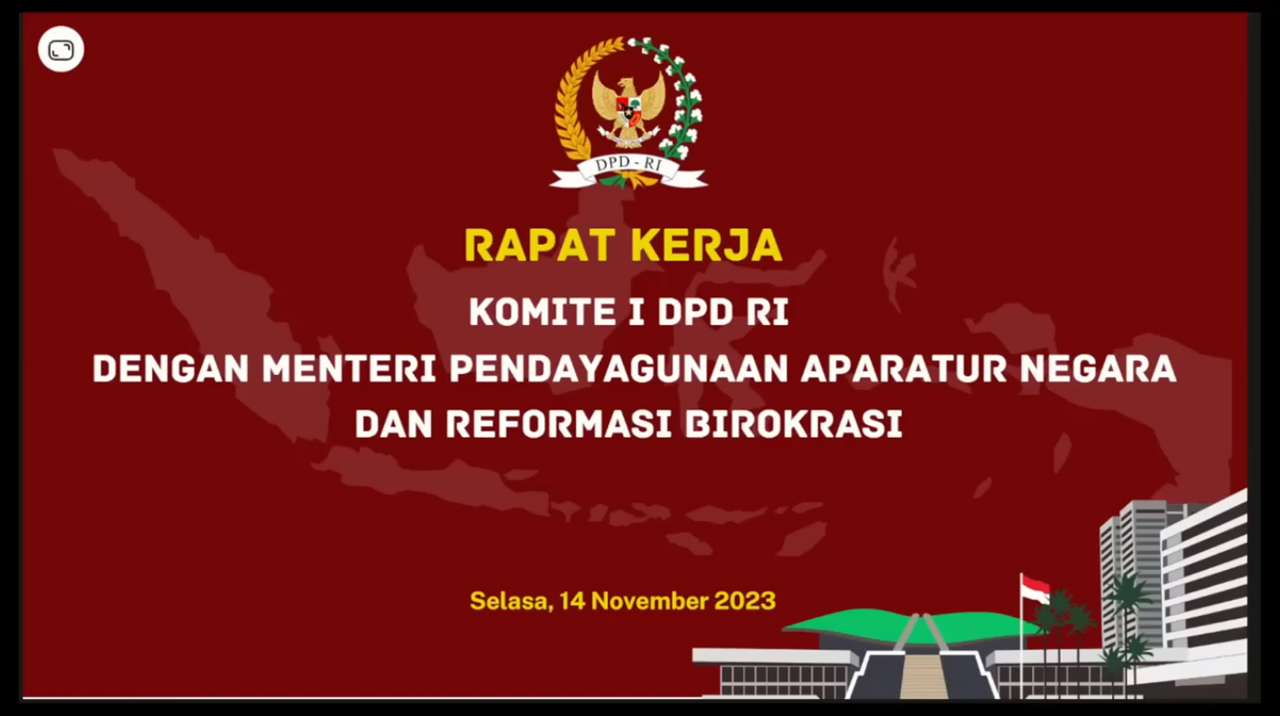 DPD - RI
RAPAT KERJA
KOMITE I DPD RI
DENGAN MENTERI PENDAYAGUNAAN APARATUR NEGARA
DAN REFORMASI BIROKRASI
Selasa, 14 November 2023